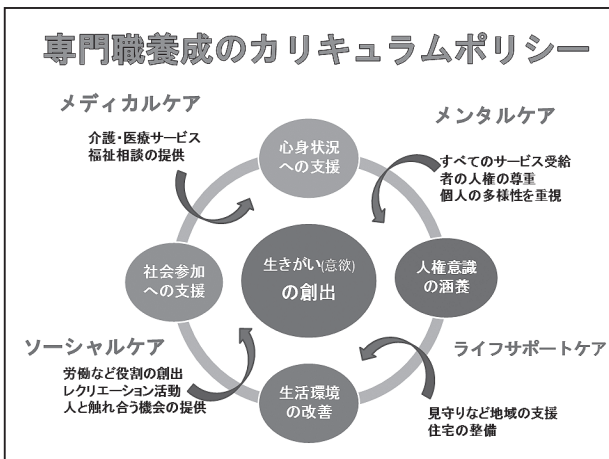 専門職養成のカリキュラムポリシー
メディカルケア
介護・医療サービス
福祉相談の提供
メンタルケア
すべてのサービス受給
者の人権の尊重
個人の多様性を重視
心身状況
への支援
社会参加
への支援
生きがい(意欲)
の創出
人権意識
の涵養
ソーシャルケア
労働など役割の創出
レクリエーション活動
人と触れ合う機会の提供
生活環境
の改善
ライフサポートケア
見守りなど地域の支援
住宅の整備